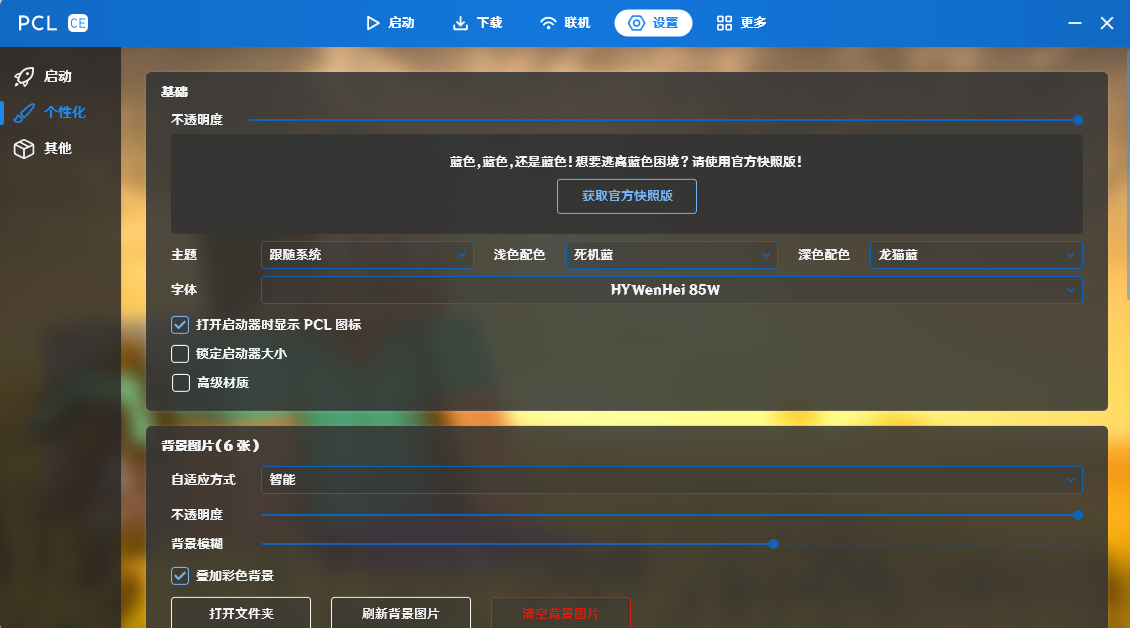 PCL CE
启动 下载 联机 设置 更多
启动
个性化
其他
基础
不透明度
蓝色,蓝色,还是蓝色!想要逃离蓝色困境?请使用官方快照版!
获取官方快照版
主题 跟随系统 浅色配色 死机蓝 深色配色 龙猫蓝
字体 HYWenHei 85W
打开启动器时显示 PCL 图标
锁定启动器大小
高级材质
背景图片(6 张)
自适应方式 智能
不透明度
背景模糊
叠加彩色背景
打开文件夹 刷新背景图片 清空背景图片